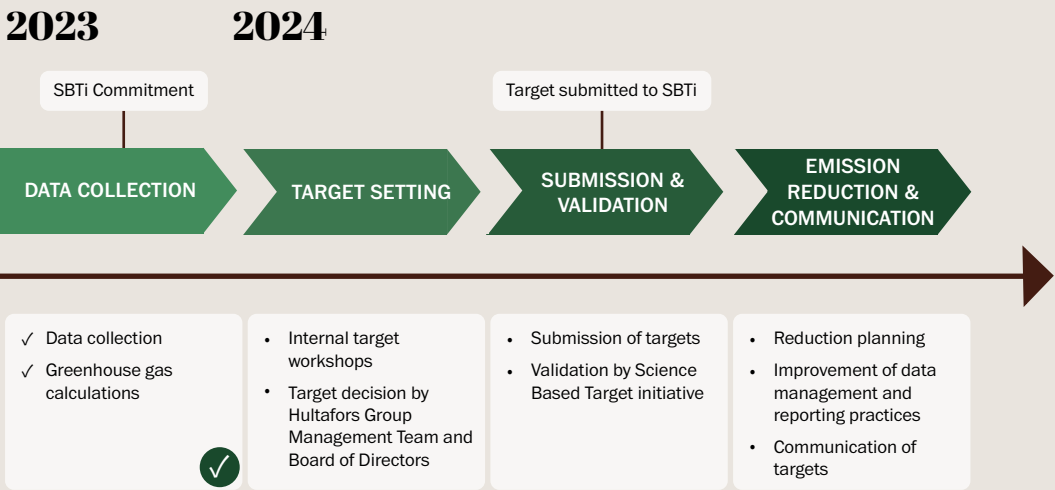 2023
2024
SBTi Commitment
Target submitted to SBTi
DATA COLLECTION
TARGET SETTING
SUBMISSION &
VALIDATION
EMISSION
REDUCTION &
COMMUNICATION
✓ Data collection
✓ Greenhouse gas
calculations
• Internal target
workshops
• Target decision by
Hultafors Group
Management Team and
Board of Directors
• Submission of targets
• Validation by Science
Based Target initiative
• Reduction planning
• Improvement of data
management and
reporting practices
• Communication of
targets